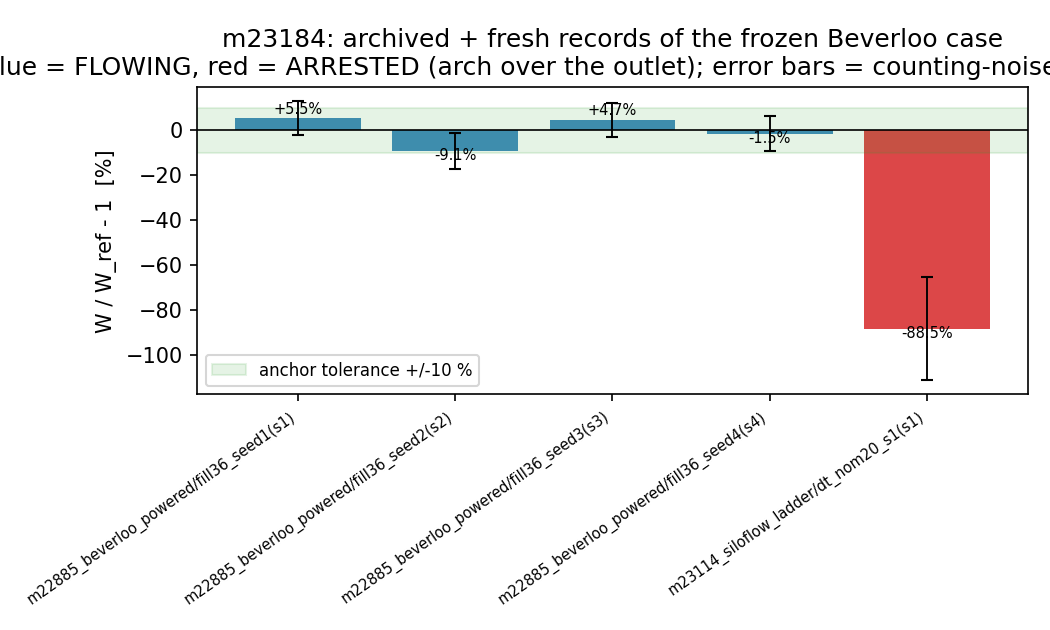 m23184: archived + fresh records of the frozen Beverloo case
lue = FLOWING, red = ARRESTED (arch over the outlet); error bars = counting-noise
W / W_ref - 1 [%]
0
−20
−40
−60
−80
−100
+5.5%
-9.1%
+4.7%
-1.5%
-88.5%
anchor tolerance +/-10 %
m22885_beverloo_powered/fill36_seed1(s1)
m22885_beverloo_powered/fill36_seed2(s2)
m22885_beverloo_powered/fill36_seed3(s3)
m22885_beverloo_powered/fill36_seed4(s4)
m23114_siloflow_ladder/dt_nom20_s1(s1)